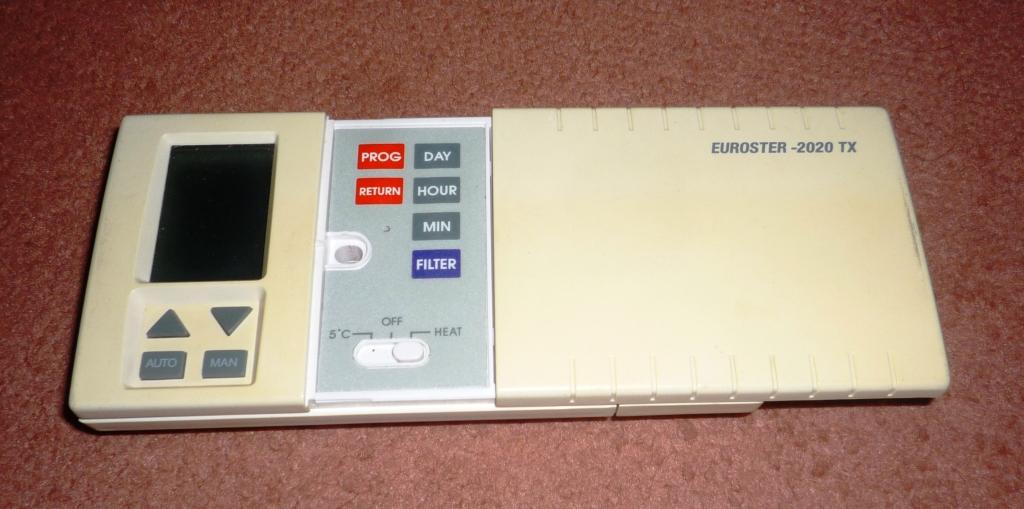 EUROSTER -2020 TX
PROG DAY
RETURN HOUR
MIN
FILTER
OFF
5°C HEAT
AUTO MAN